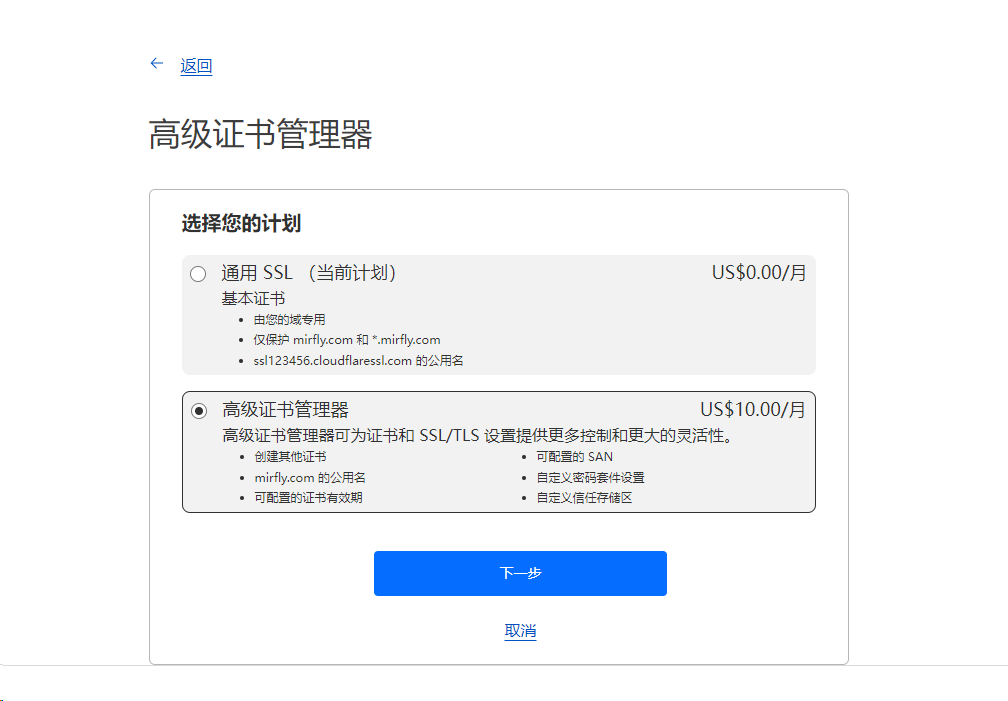 返回
高级证书管理器
选择您的计划
通用 SSL （当前计划） US$0.00/月
基本证书
由您的域专用
仅保护 mirfly.com 和 *.mirfly.com
ssl123456.cloudflaressl.com 的公用名
高级证书管理器 US$10.00/月
高级证书管理器可为证书和 SSL/TLS 设置提供更多控制和更大的灵活性。
创建其他证书 可配置的 SAN
mirfly.com 的公用名 自定义密码套件设置
可配置的证书有效期 自定义信任存储区
下一步
取消